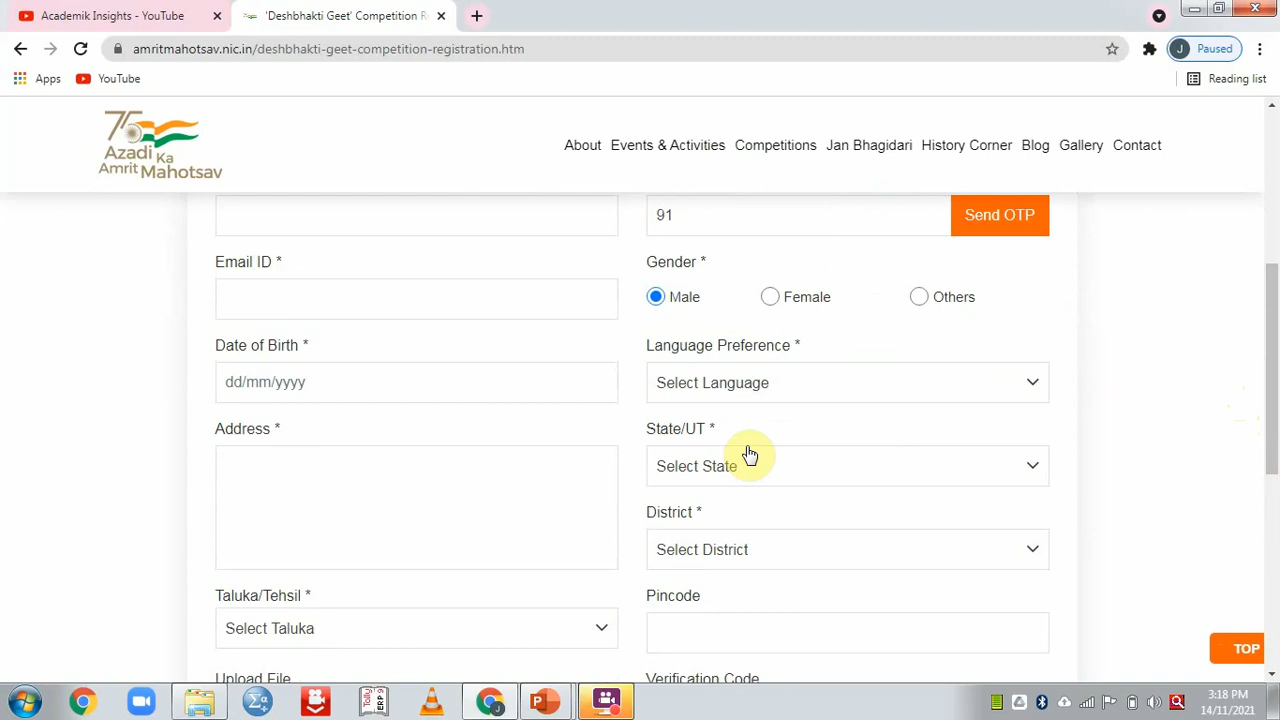 Academik Insights - YouTube
'Deshbhakti Geet' Competition R
amritmahotsav.nic.in/deshbhakti-geet-competition-registration.htm
J Paused
Apps
YouTube
Reading list
75
Azadi Ka
Amrit Mahotsav
About
Events & Activities
Competitions
Jan Bhagidari
History Corner
Blog
Gallery
Contact
91
Send OTP
Email ID *
Gender *
Male
Female
Others
Date of Birth *
Language Preference *
dd/mm/yyyy
Select Language
Address *
State/UT *
Select State
District *
Select District
Taluka/Tehsil *
Pincode
Select Taluka
TOP
Upload File
Verification Code
3:18 PM
14/11/2021